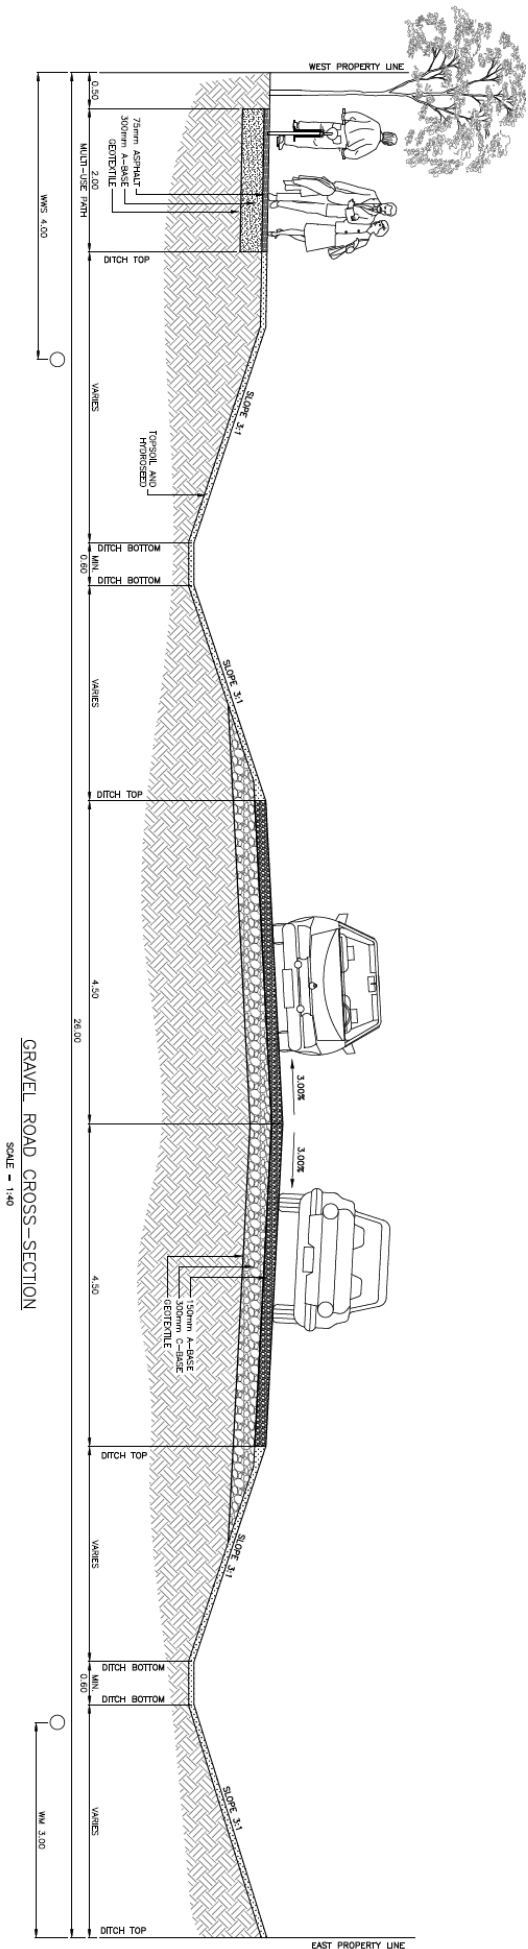 WEST PROPERTY LINE
0.50
2.00
MULTI-USE PATH
75mm ASPHALT
300mm A-BASE
GEOTEXTILE
WWS 4.00
DITCH TOP
VARIES
SLOPE 3:1
TOPSOIL AND
HYDROSEED
DITCH BOTTOM
MIN.
0.60
DITCH BOTTOM
VARIES
SLOPE 3:1
DITCH TOP
4.50
26.00
3.00%
3.00%
4.50
150mm A-BASE
300mm C-BASE
GEOTEXTILE
DITCH TOP
VARIES
SLOPE 3:1
DITCH BOTTOM
MIN.
0.60
DITCH BOTTOM
VARIES
SLOPE 3:1
WM 3.00
DITCH TOP
EAST PROPERTY LINE
GRAVEL ROAD CROSS-SECTION
SCALE = 1:40